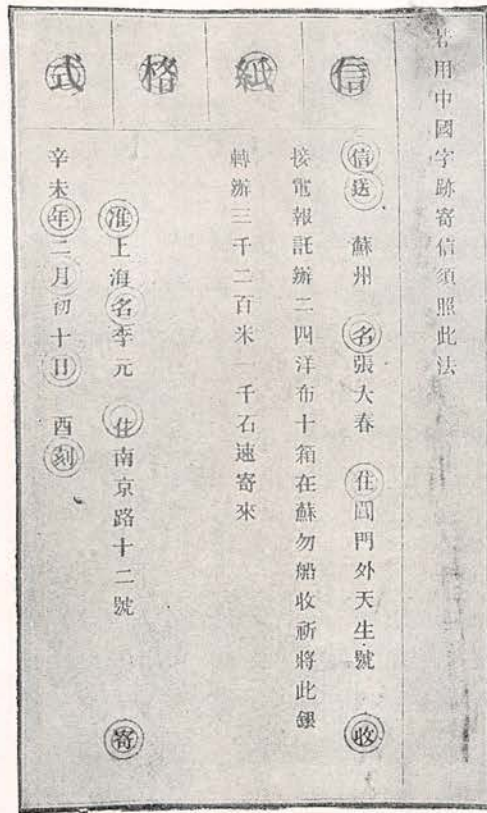 若用中國字跡寄信須照此法
信紙格式
信送 蘇州 名張大春 住閶門外天生號 收
接電報託辦二四洋布十箱在蘇勿船收祈將此銀
轉辦三千二百米一千石速寄來
淮上海名李元 住南京路十二號 寄
辛未年二月初十日 酉刻